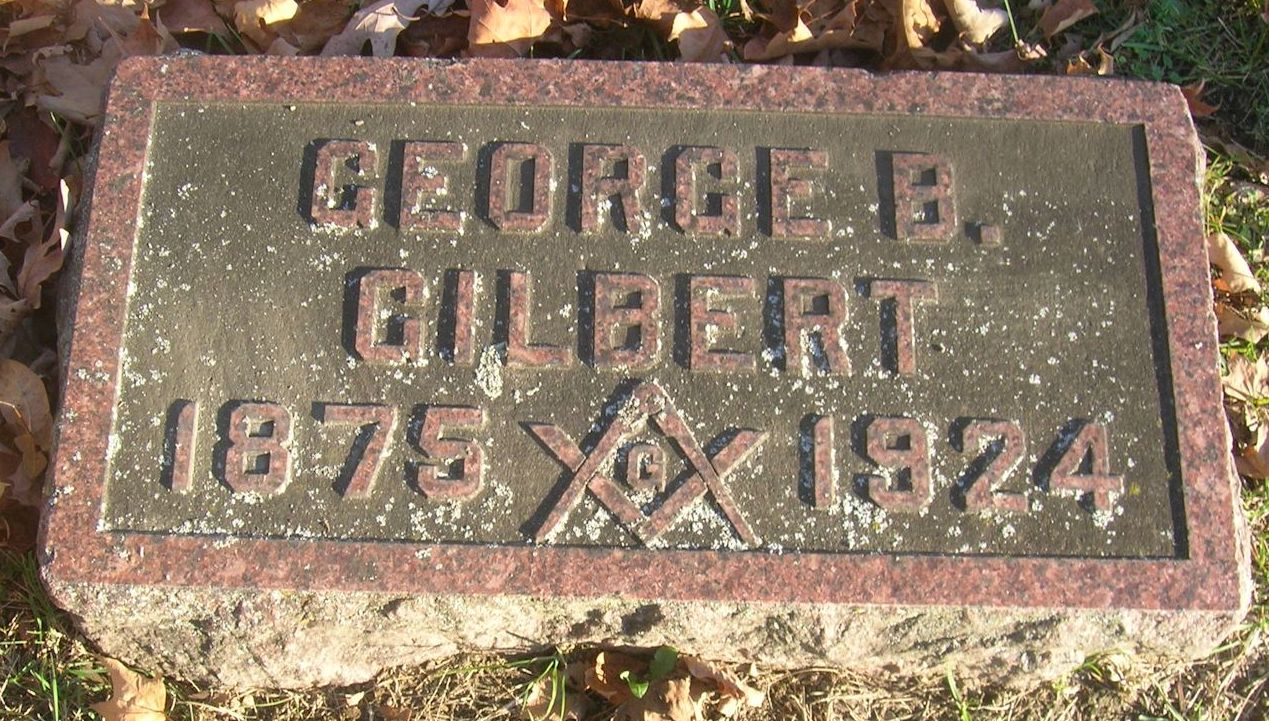 GEORGE B.
GILBERT
1875 G 1924